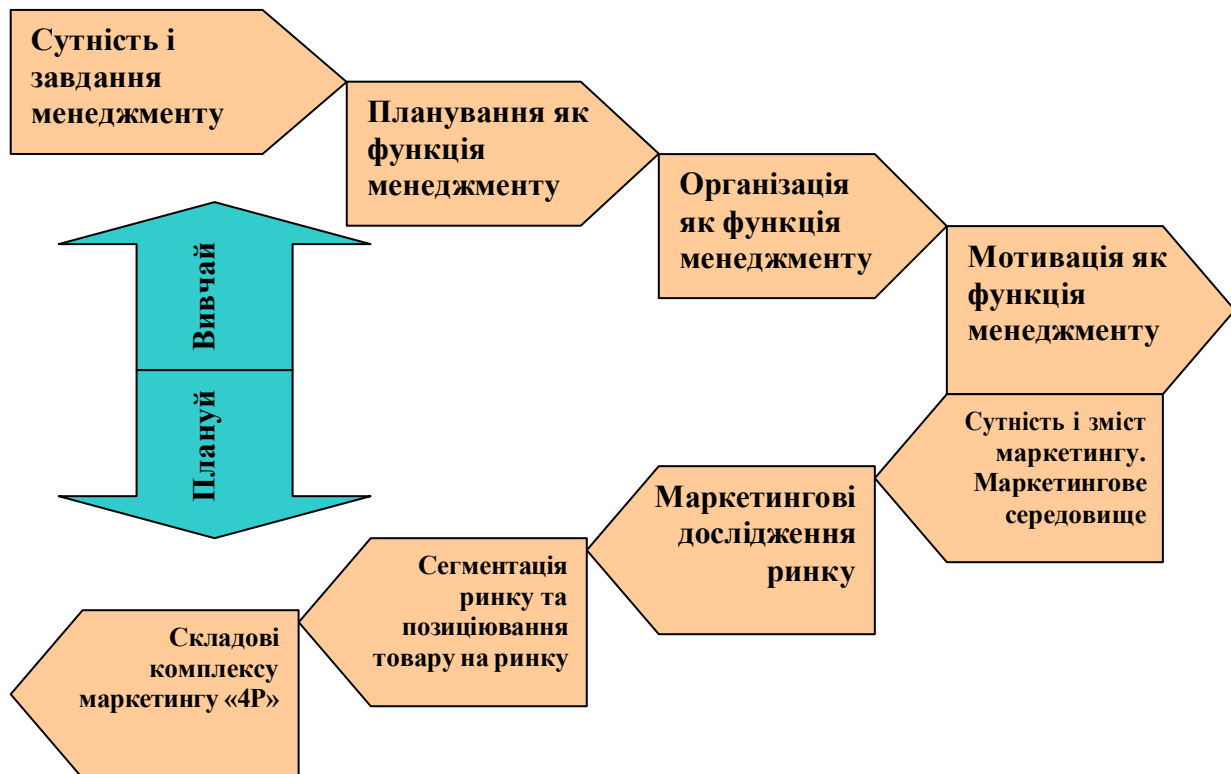 Сутність і
завдання
менеджменту
Планування як
функція
менеджменту
Організація
як функція
менеджменту
Мотивація як
функція
менеджменту
Вивчай
Плануй
Сутність і зміст
маркетингу.
Маркетингове
середовище
Маркетингові
дослідження
ринку
Сегментація
ринку та
позиціювання
товару на ринку
Складові
комплексу
маркетингу «4Р»